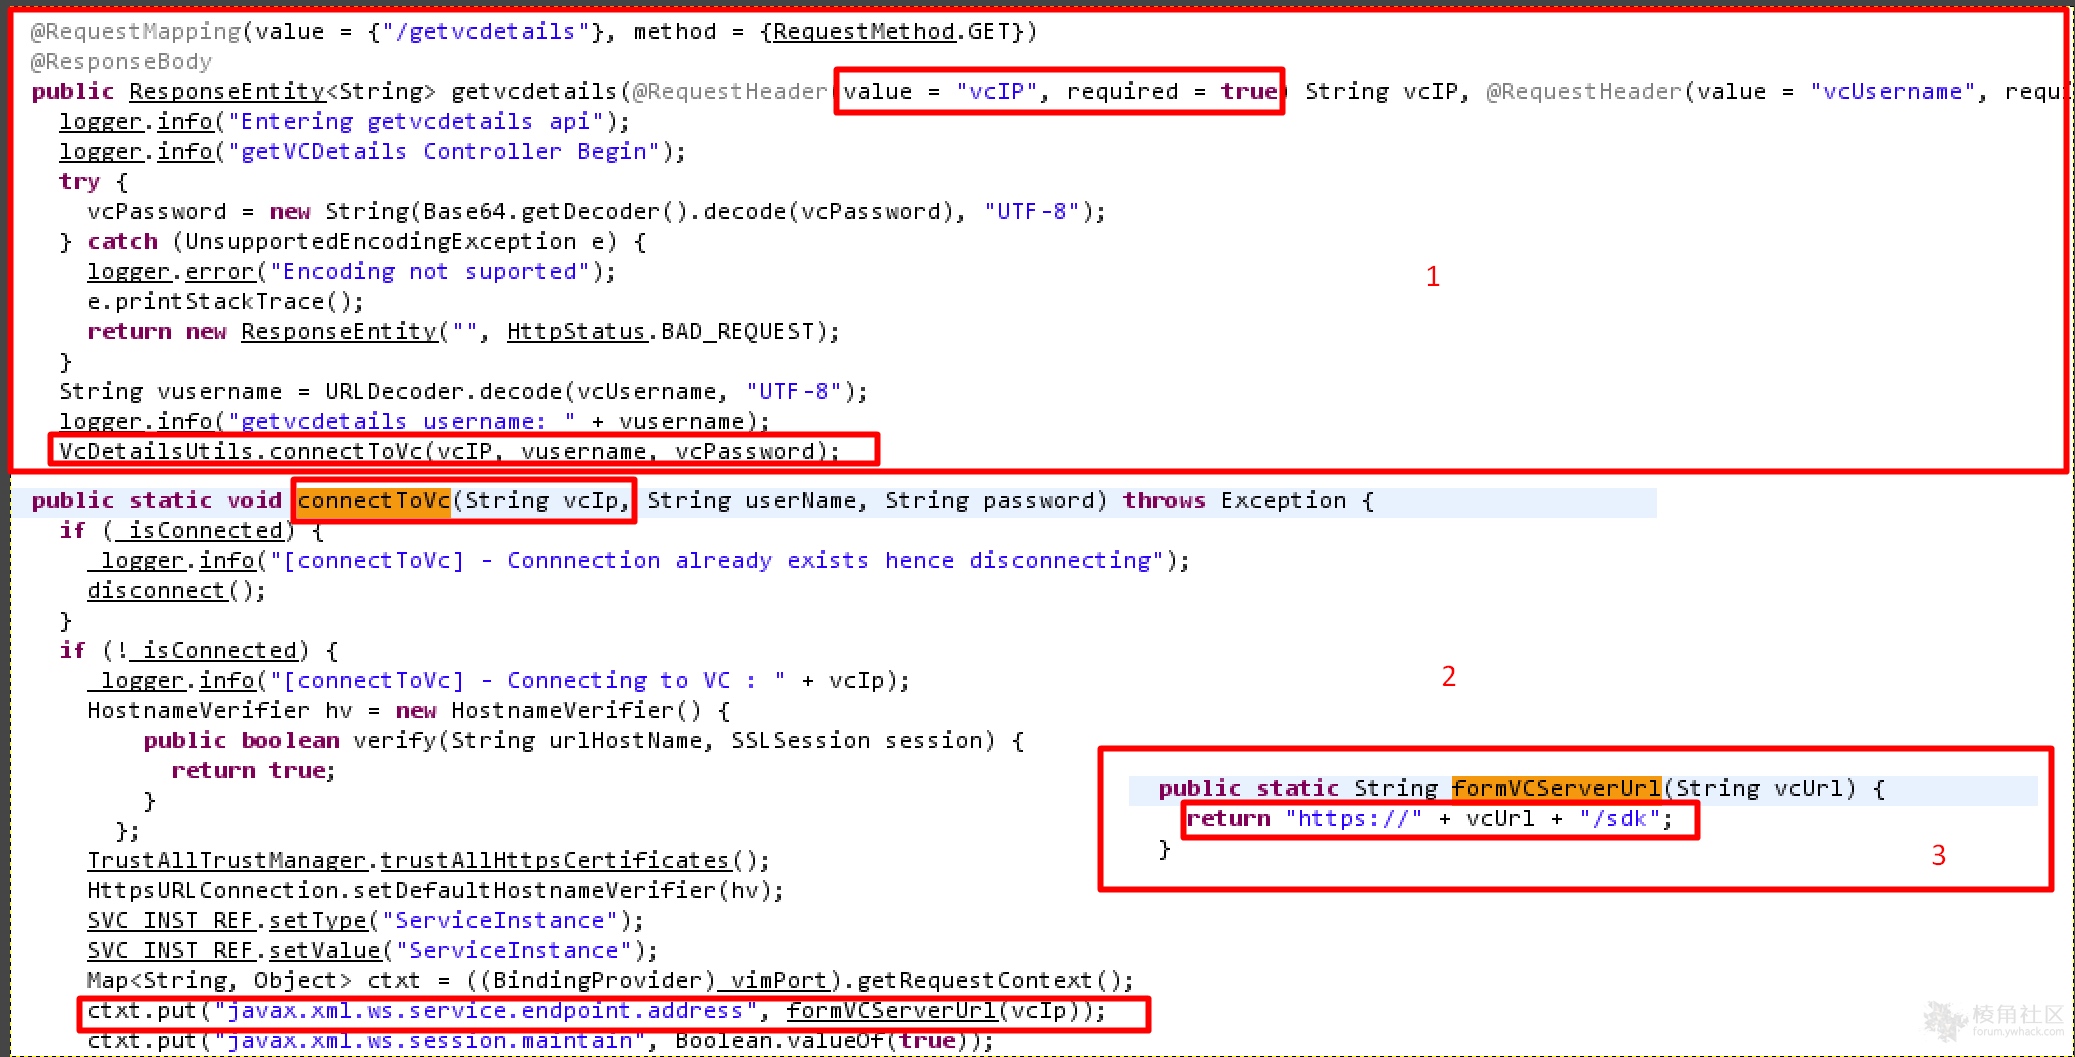 @RequestMapping(value = {"/getvcdetails"}, method = {RequestMethod.GET})
@ResponseBody
public ResponseEntity<String> getvcdetails(@RequestHeader(value = "vcIP", required = true) String vcIP, @RequestHeader(value = "vcUsername", requi
logger.info("Entering getvcdetails api");
logger.info("getVCDetails Controller Begin");
try {
vcPassword = new String(Base64.getDecoder().decode(vcPassword), "UTF-8");
} catch (UnsupportedEncodingException e) {
logger.error("Encoding not suported");
e.printStackTrace();
return new ResponseEntity("", HttpStatus.BAD_REQUEST);
}
String vusername = URLDecoder.decode(vcUsername, "UTF-8");
logger.info("getvcdetails username: " + vusername);
VcDetailsUtils.connectToVc(vcIP, vusername, vcPassword);
1
public static void connectToVc(String vcIp, String userName, String password) throws Exception {
if (_isConnected) {
_logger.info("[connectToVc] - Connnection already exists hence disconnecting");
disconnect();
}
if (!_isConnected) {
_logger.info("[connectToVc] - Connecting to VC : " + vcIp);
HostnameVerifier hv = new HostnameVerifier() {
public boolean verify(String urlHostName, SSLSession session) {
return true;
}
};
TrustAllTrustManager.trustAllHttpsCertificates();
HttpsURLConnection.setDefaultHostnameVerifier(hv);
SVC_INST_REF.setType("ServiceInstance");
SVC_INST_REF.setValue("ServiceInstance");
Map<String, Object> ctxt = ((BindingProvider)_vimPort).getRequestContext();
ctxt.put("javax.xml.ws.service.endpoint.address", formVCServerUrl(vcIp));
ctxt.put("javax.xml.ws.session.maintain", Boolean.valueOf(true));
2
public static String formVCServerUrl(String vcUrl) {
return "https://" + vcUrl + "/sdk";
}
3
棱角社区
forum.ywhack.com